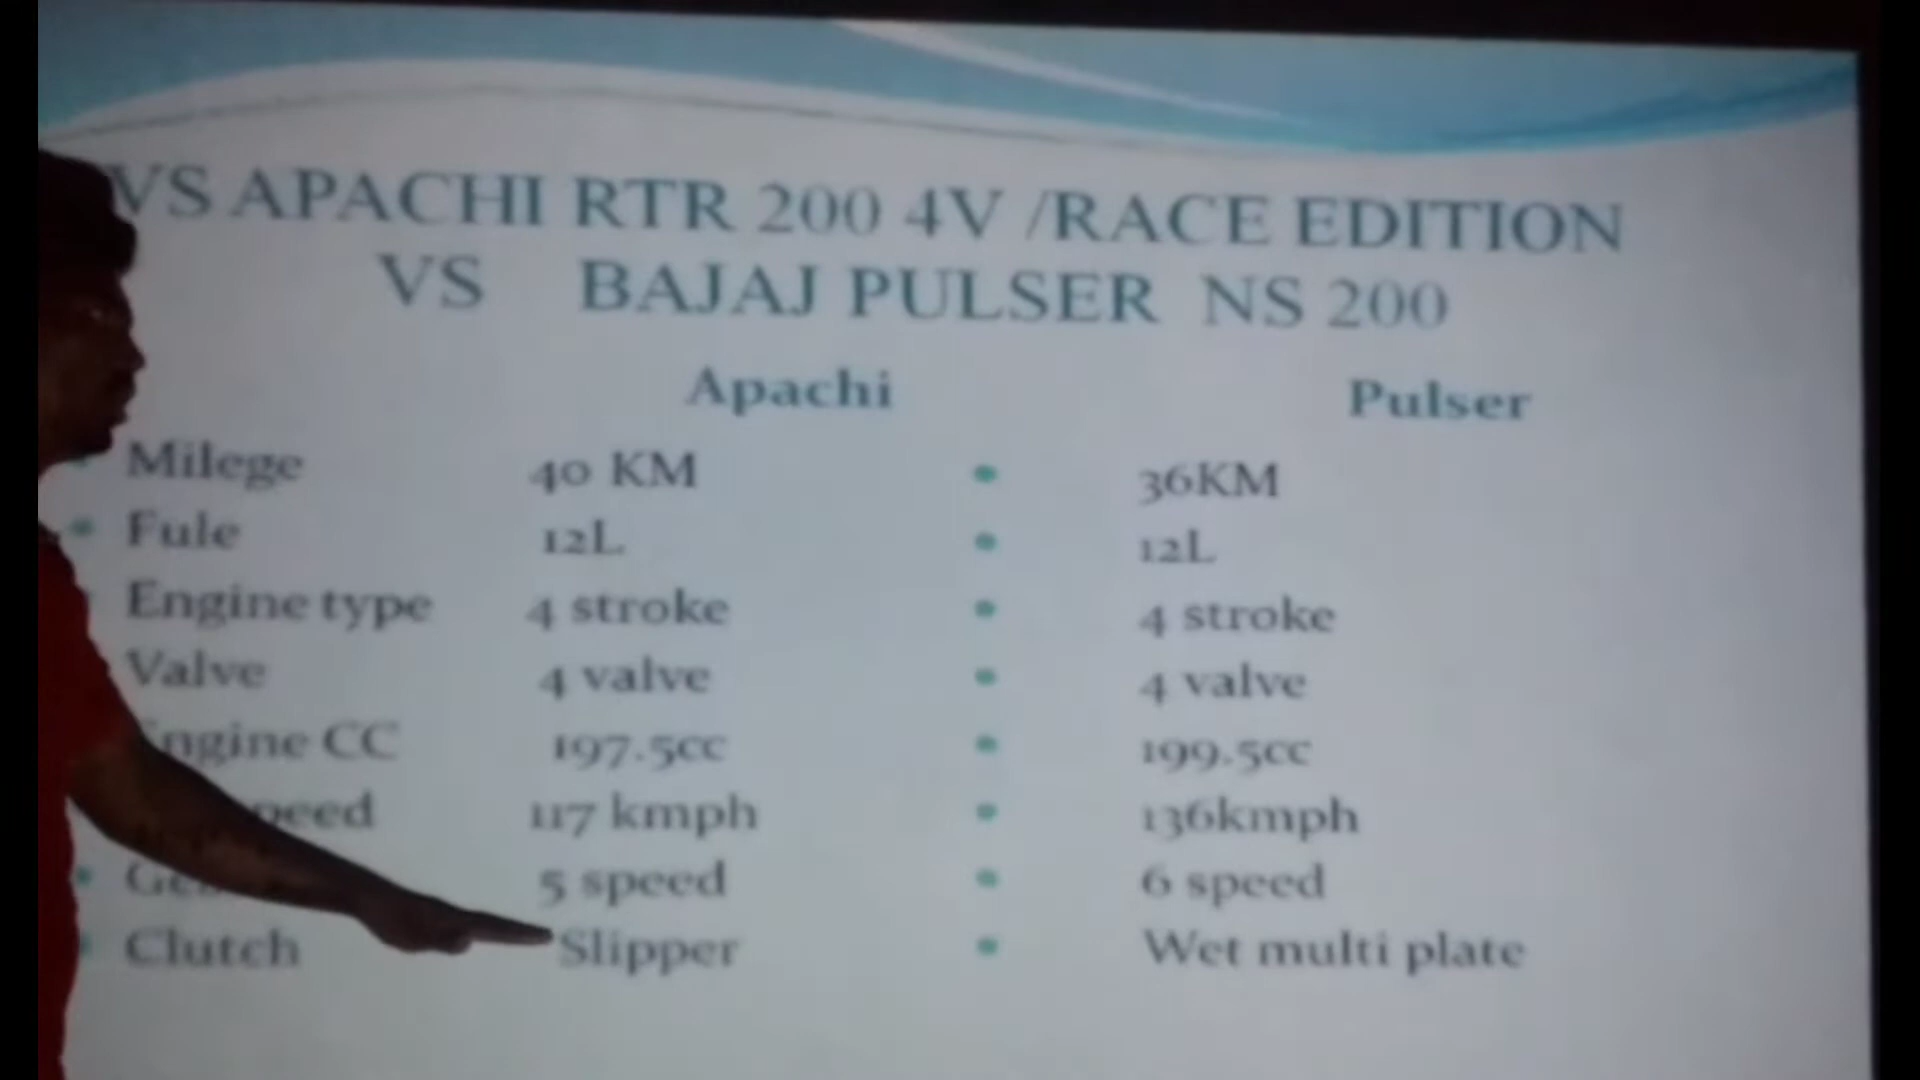 VS APACHI RTR 200 4V /RACE EDITION
VS BAJAJ PULSER NS 200
Apachi Pulser
Milege 40 KM 36KM
Fule 12L 12L
Engine type 4 stroke 4 stroke
Valve 4 valve 4 valve
CC 197.5cc 199.5cc
117 kmph 136kmph
5 speed 6 speed
Clutch Slipper Wet multi plate